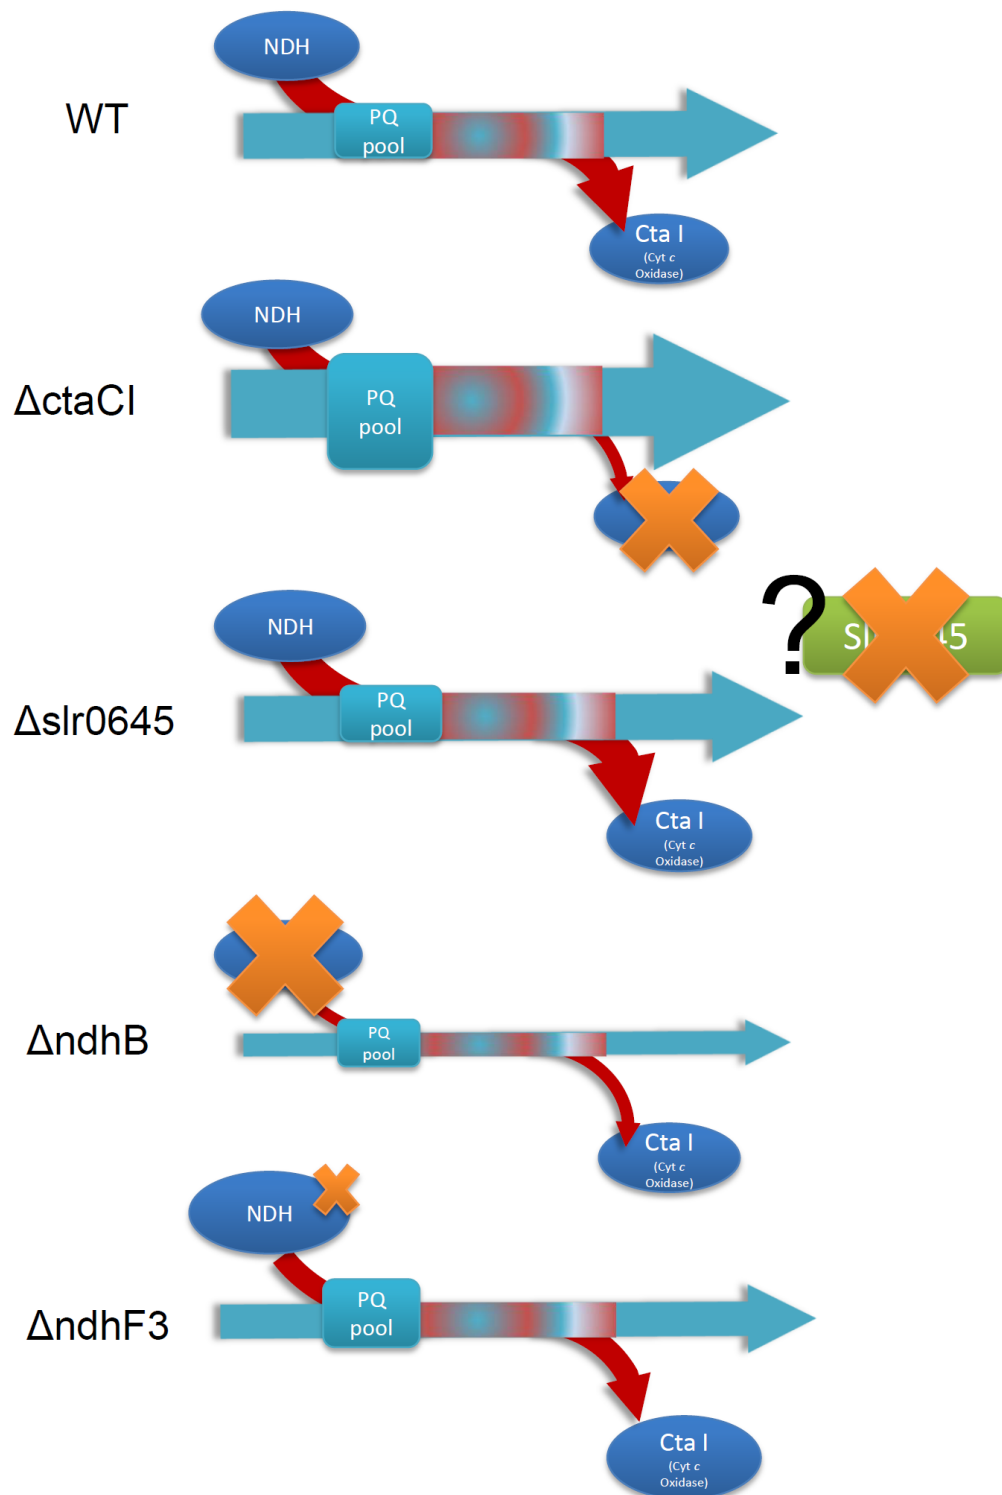 NDH
WT
PQ
pool
Cta I
(Cyt c
Oxidase)
NDH
ΔctaCI
PQ
pool
?
NDH
Δslr0645
PQ
pool
Cta I
(Cyt c
Oxidase)
ΔndhB
PQ
pool
Cta I
(Cyt c
Oxidase)
NDH
ΔndhF3
PQ
pool
Cta I
(Cyt c
Oxidase)